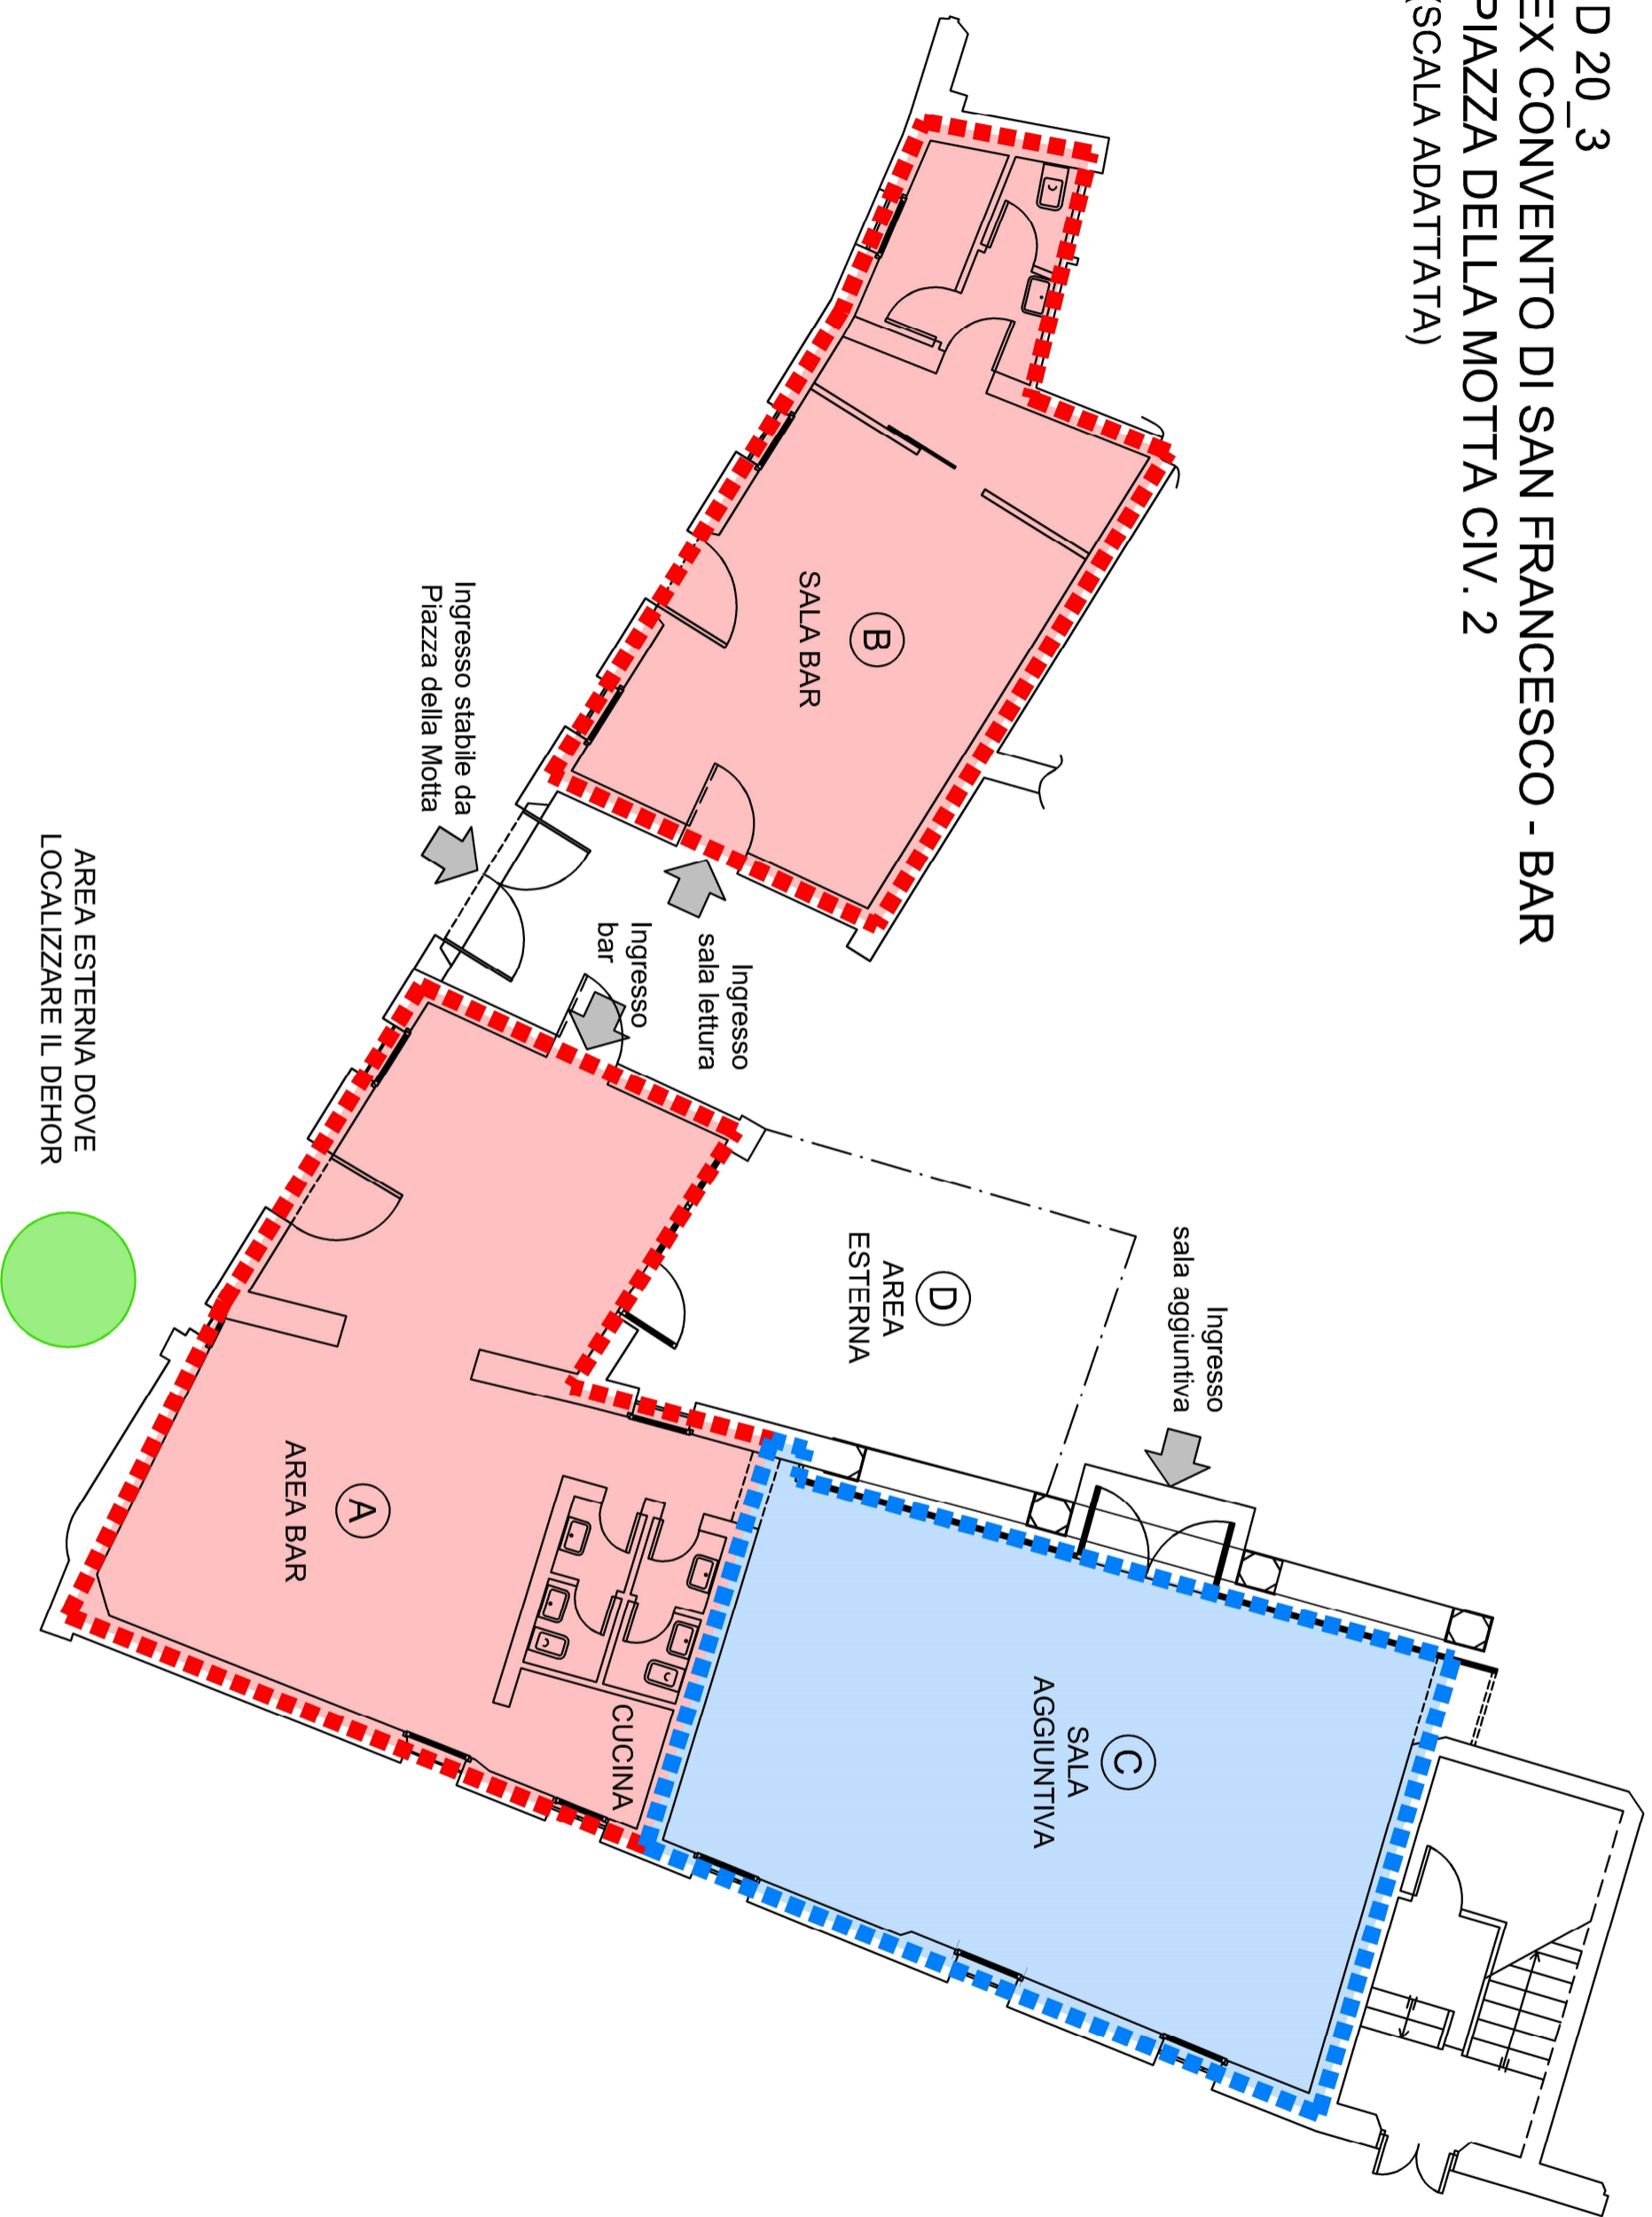 D 20_3
EX CONVENTO DI SAN FRANCESCO - BAR
PIAZZA DELLA MOTTA CIV. 2
(SCALA ADATTATA)
B
SALA BAR
Ingresso stabile da
Piazza della Motta
Ingresso
sala lettura
Ingresso
bar
Ingresso
sala aggiuntiva
D
AREA
ESTERNA
C
SALA
AGGIUNTIVA
A
AREA BAR
CUCINA
AREA ESTERNA DOVE
LOCALIZZARE IL DEHOR